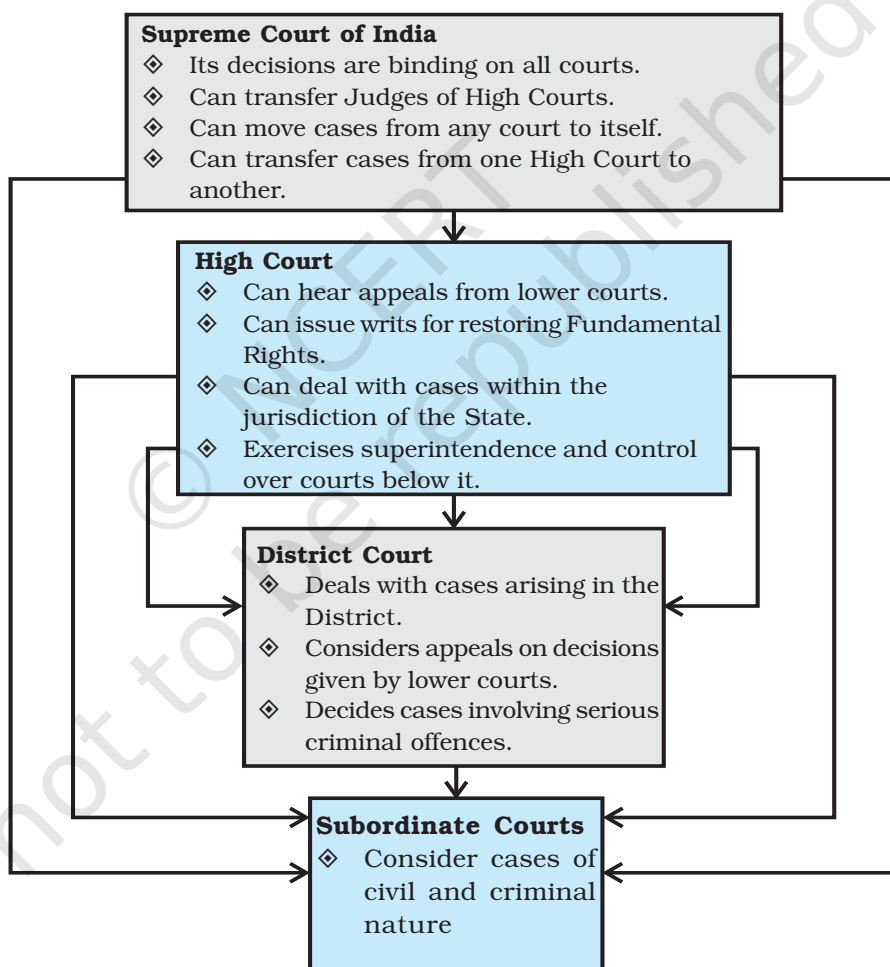 Supreme Court of India
◈ Its decisions are binding on all courts.
◈ Can transfer Judges of High Courts.
◈ Can move cases from any court to itself.
◈ Can transfer cases from one High Court to
another.
High Court
◈ Can hear appeals from lower courts.
◈ Can issue writs for restoring Fundamental
Rights.
◈ Can deal with cases within the
jurisdiction of the State.
◈ Exercises superintendence and control
over courts below it.
District Court
◈ Deals with cases arising in the
District.
◈ Considers appeals on decisions
given by lower courts.
◈ Decides cases involving serious
criminal offences.
Subordinate Courts
◈ Consider cases of
civil and criminal
nature
© NCERT
not to be republished